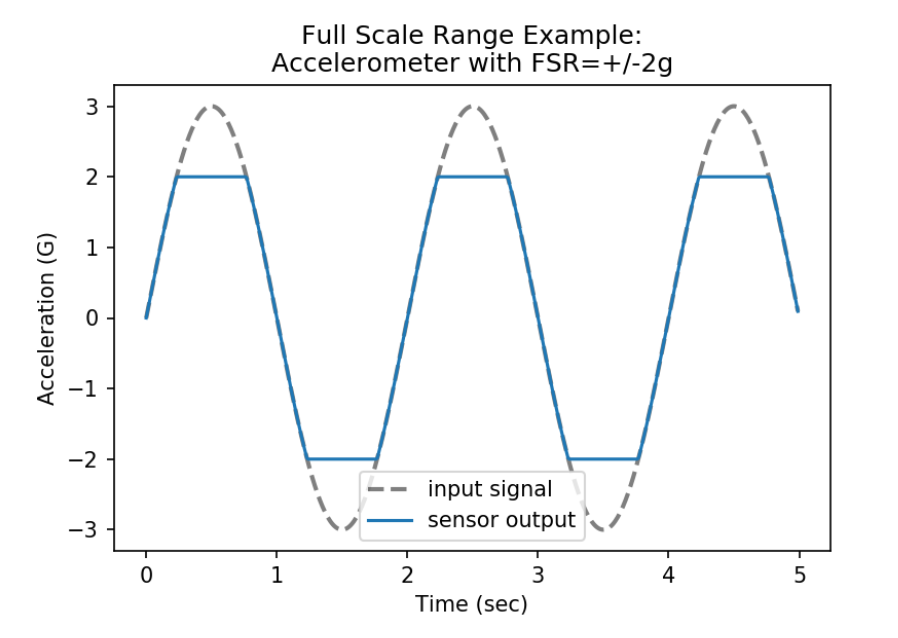 Full Scale Range Example:
Accelerometer with FSR=+/-2g
Acceleration (G)
3
2
1
0
−1
−2
−3
input signal
sensor output
0 1 2 3 4 5
Time (sec)